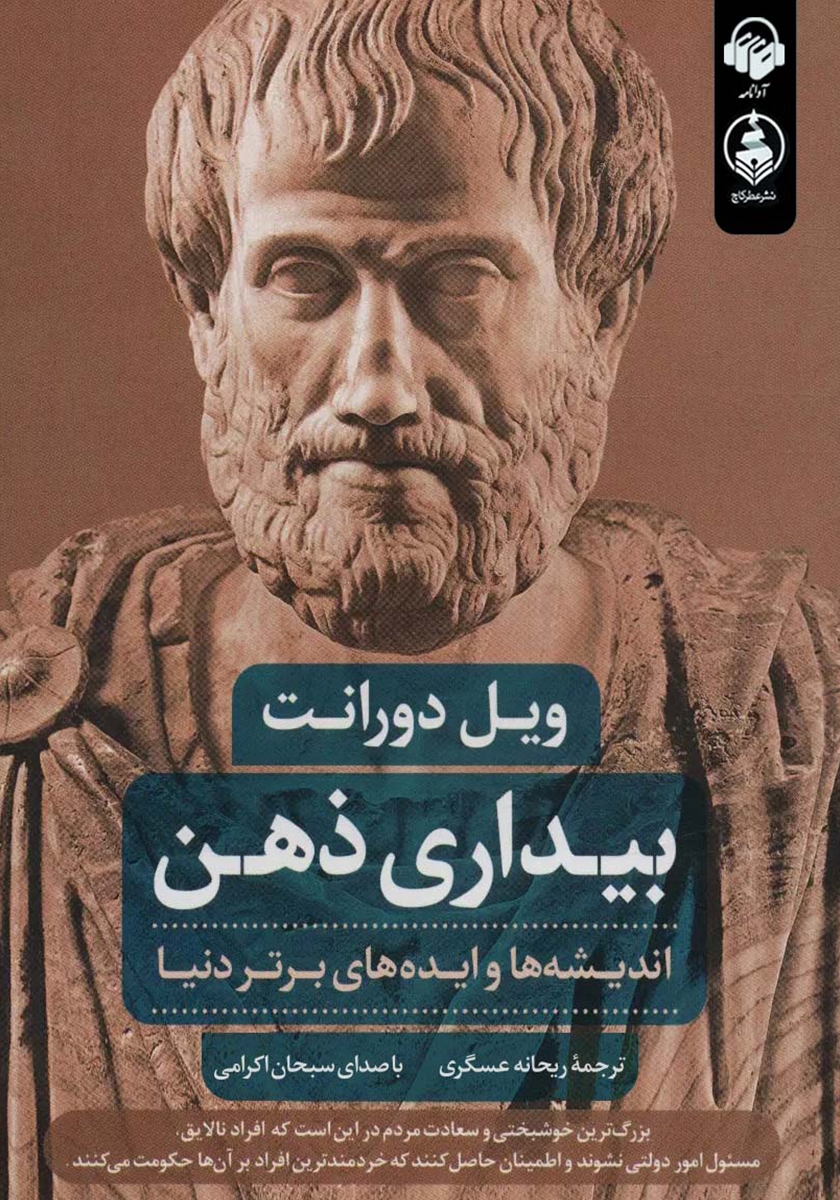 آوانامه
نشر عطر کاج
ویل دورانت
بیداری ذهن
اندیشه‌ها و ایده‌های برتر دنیا
ترجمهٔ ریحانه عسگری با صدای سبحان اکرامی
بزرگ‌ترین خوشبختی و سعادت مردم در این است که افراد نالایق،
مسئول امور دولتی نشوند و اطمینان حاصل کنند که خردمندترین افراد بر آن‌ها حکومت می‌کنند.